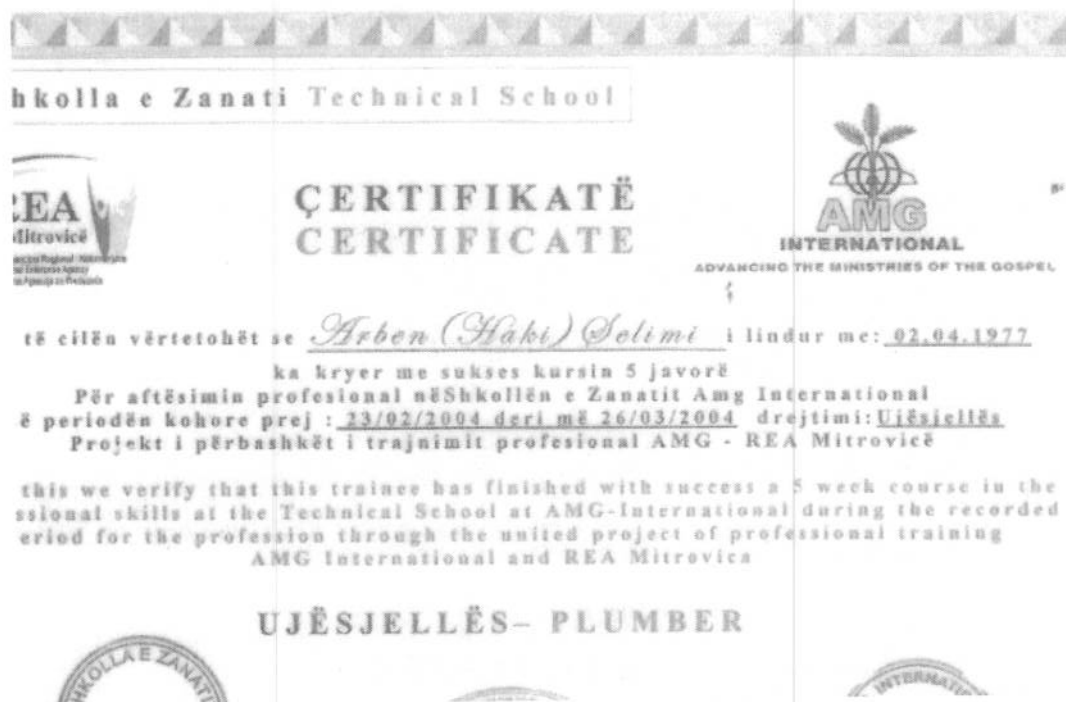 hkolla e Zanati Technical School
REA
Mitrovicë
ÇERTIFIKATË
CERTIFICATE
AMG
INTERNATIONAL
ADVANCING THE MINISTRIES OF THE GOSPEL
të cilën vërtetohët se Arben (Haki) Selimi i lindur me: 02.04.1977
ka kryer me sukses kursin 5 javorë
Për aftësimin profesional nëShkollën e Zanatit Amg International
ë periodën kohore prej : 23/02/2004 deri më 26/03/2004 drejtimi: Ujësjellës
Projekt i përbashkët i trajnimit profesional AMG - REA Mitrovicë
this we verify that this trainee has finished with success a 5 week course in the
ssional skills at the Technical School at AMG-International during the recorded
eriod for the profession through the united project of professional training
AMG International and REA Mitrovica
UJËSJELLËS– PLUMBER
HKOLLA E ZANATI
INTERNATIO